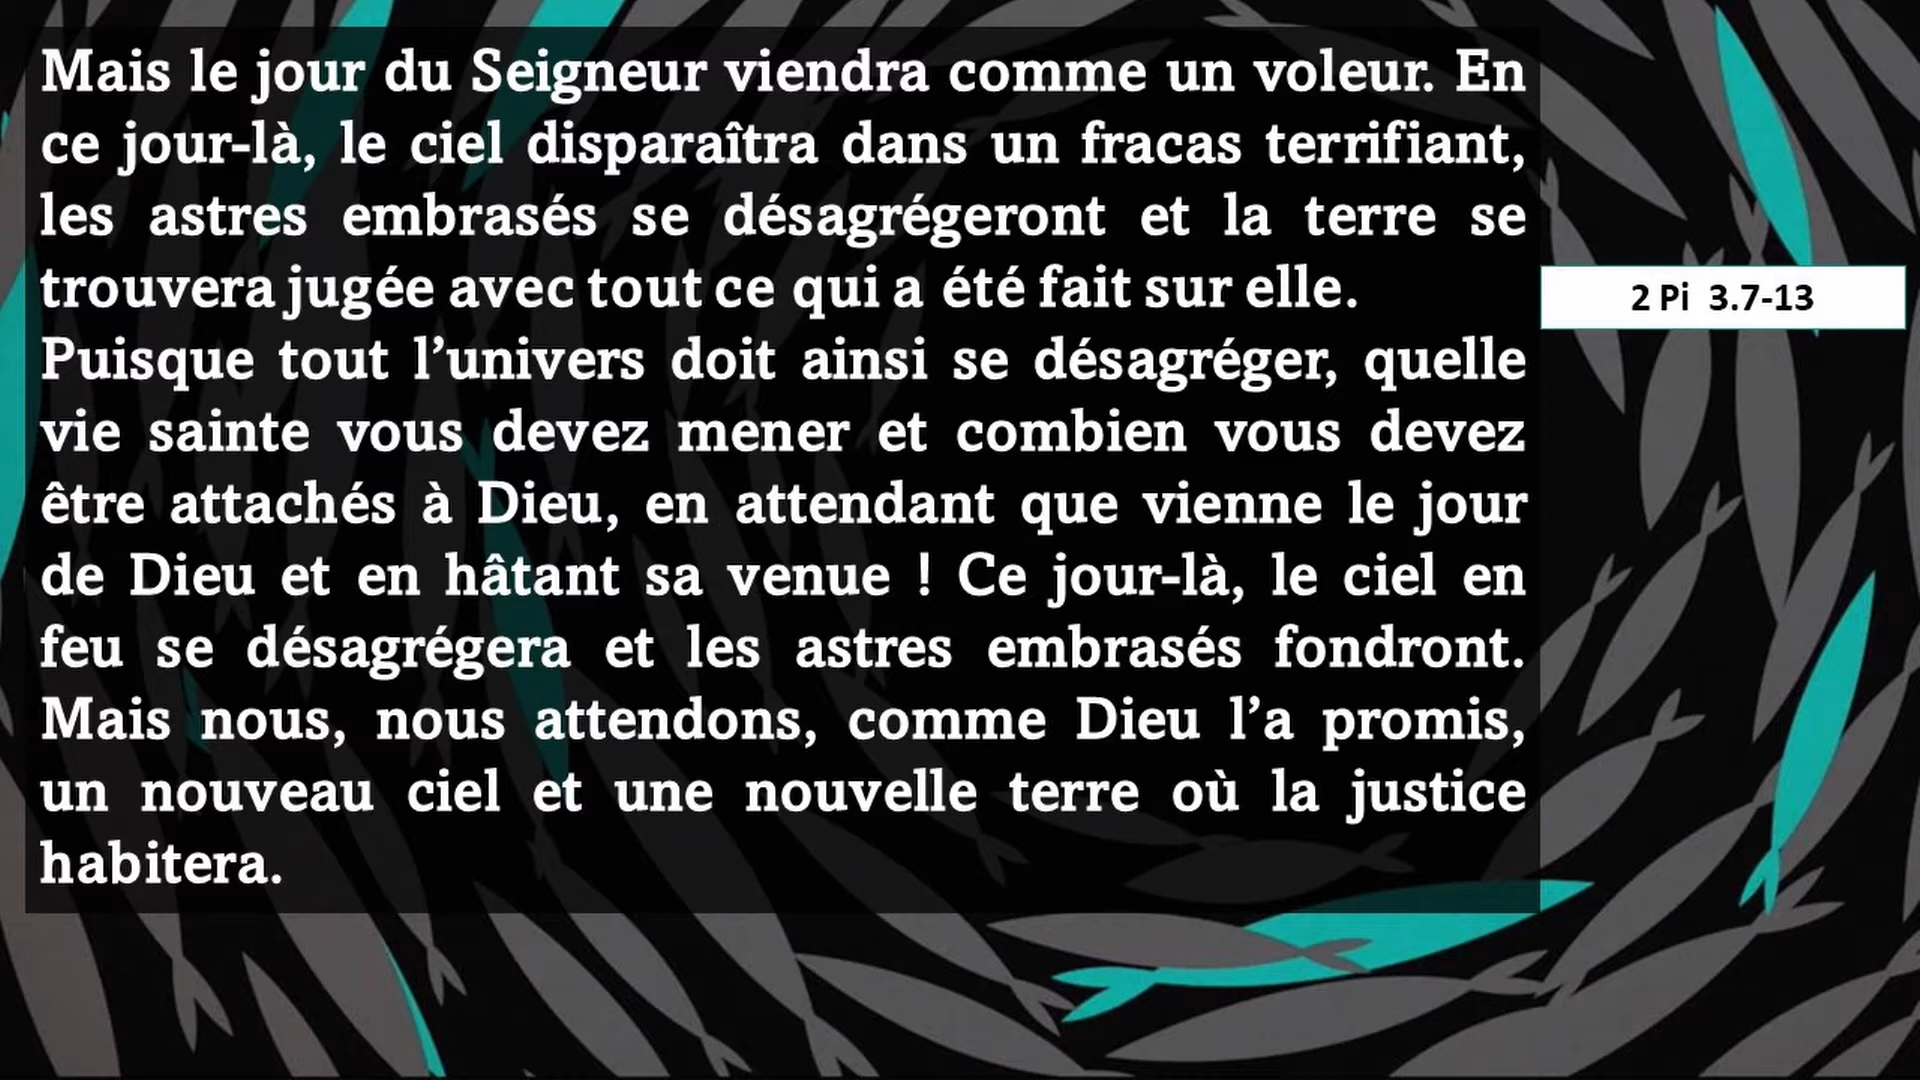 Mais le jour du Seigneur viendra comme un voleur. En
ce jour-là, le ciel disparaîtra dans un fracas terrifiant,
les astres embrasés se désagrégeront et la terre se
trouvera jugée avec tout ce qui a été fait sur elle.
2 Pi 3.7-13
Puisque tout l’univers doit ainsi se désagréger, quelle
vie sainte vous devez mener et combien vous devez
être attachés à Dieu, en attendant que vienne le jour
de Dieu et en hâtant sa venue ! Ce jour-là, le ciel en
feu se désagrégera et les astres embrasés fondront.
Mais nous, nous attendons, comme Dieu l’a promis,
un nouveau ciel et une nouvelle terre où la justice
habitera.